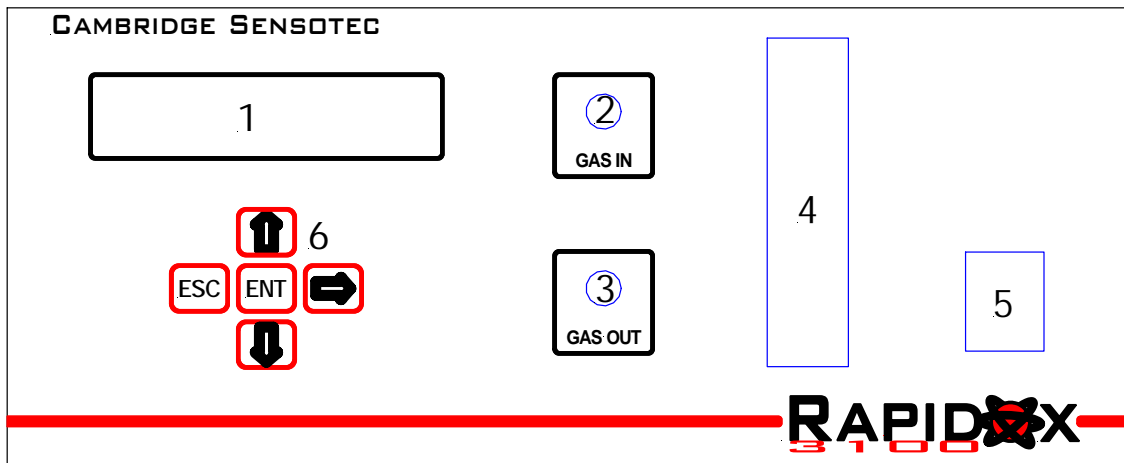 CAMBRIDGE SENSOTEC
1
2
GAS IN
4
6
ESC ENT
3
GAS OUT
5
RAPIDOX
3100